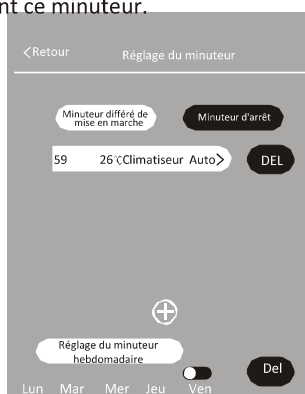 nt ce minuteur.
<Retour Réglage du minuteur
Minuteur différé de
mise en marche
Minuteur d'arrêt
59 26℃Climatiseur Auto> DEL
Réglage du minuteur
hebdomadaire
Del
Lun Mar Mer Jeu Ven